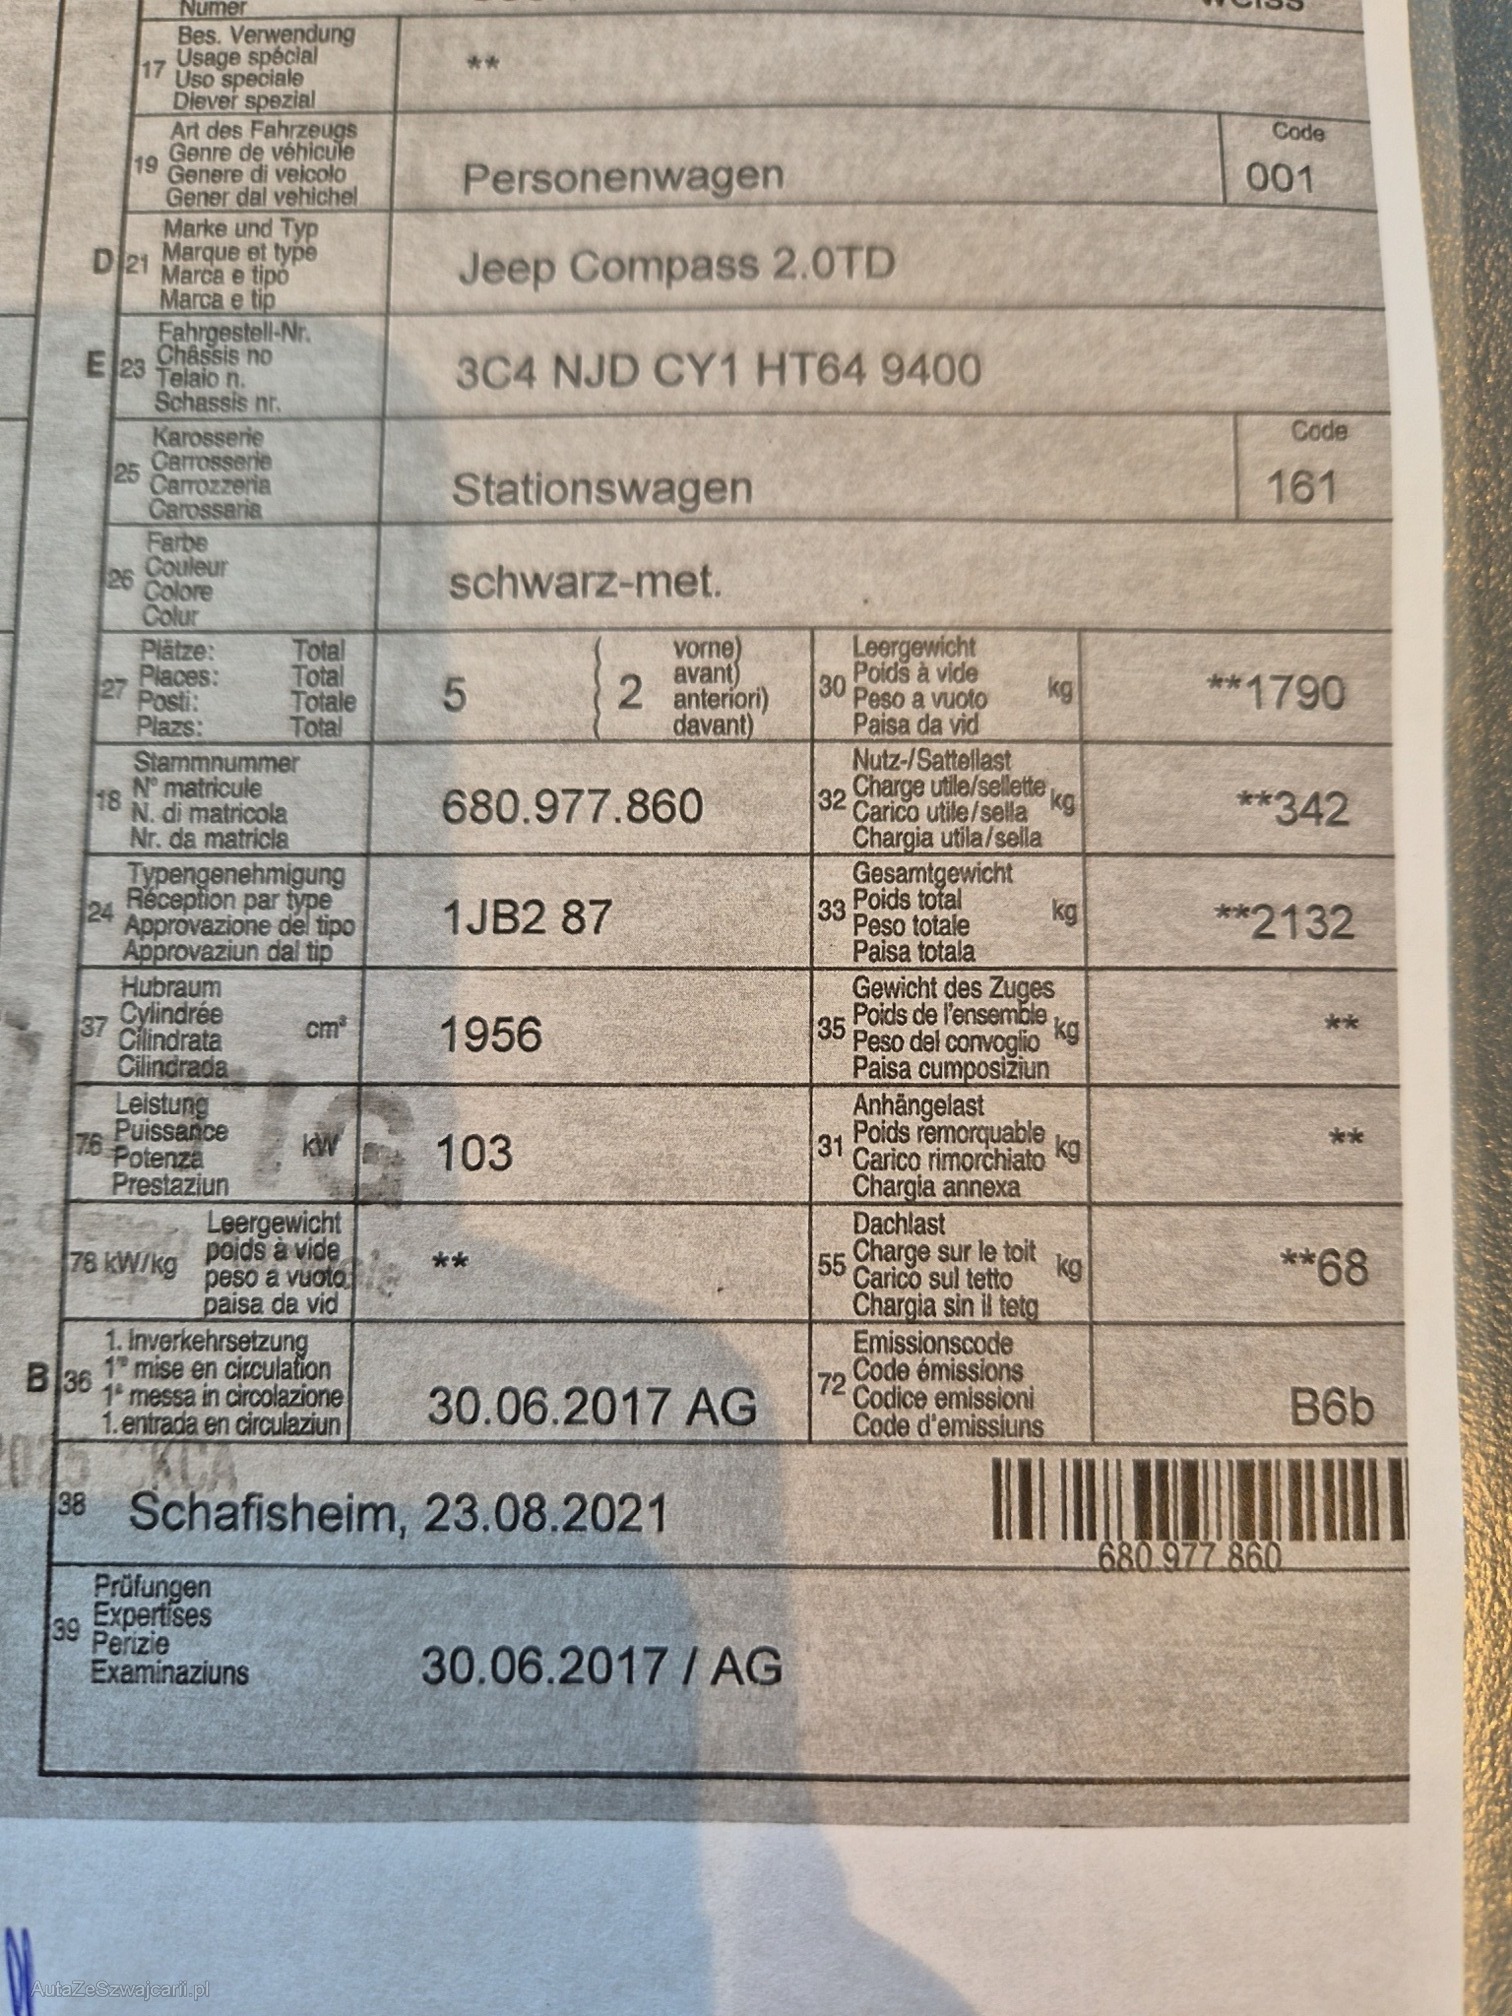 Numer
weiss
17 Bes. Verwendung
Usage spécial
Uso speciale
Diever spezial
**
19 Art des Fahrzeugs
Genre de véhicule
Genere di veicolo
Gener dal vehichel
Personenwagen
Code
001
D 21 Marke und Typ
Marque et type
Marca e tipo
Marca e tip
Jeep Compass 2.0TD
E 23 Fahrgestell-Nr.
Châssis no
Telaio n.
Schassis nr.
3C4 NJD CY1 HT64 9400
25 Karosserie
Carrosserie
Carrozzeria
Carossaria
Stationswagen
Code
161
26 Farbe
Couleur
Colore
Colur
schwarz-met.
27 Plätze: Total
Places: Total
Posti: Totale
Plazs: Total
5 ( 2 vorne)
avant)
anteriori)
davant)
30 Leergewicht
Poids à vide
Peso a vuoto
Paisa da vid
kg
**1790
18 Stammnummer
N° matricule
N. di matricola
Nr. da matricla
680.977.860
32 Nutz-/Sattellast
Charge utile/sellette
Carico utile/sella
Chargia utila/sella
kg
**342
24 Typengenehmigung
Réception par type
Approvazione del tipo
Approvaziun dal tip
1JB2 87
33 Gesamtgewicht
Poids total
Peso totale
Paisa totala
kg
**2132
37 Hubraum
Cylindrée
Cilindrata
Cilindrada
cm³
1956
35 Gewicht des Zuges
Poids de l'ensemble
Peso del convoglio
Paisa cumposiziun
kg
**
76 Leistung
Puissance
Potenza
Prestaziun
kW
103
31 Anhängelast
Poids remorquable
Carico rimorchiato
Chargia annexa
kg
**
78 kW/kg Leergewicht
poids à vide
peso a vuoto
paisa da vid
**
55 Dachlast
Charge sur le toit
Carico sul tetto
Chargia sin il tetg
kg
**68
B 36 1. Inverkehrsetzung
1re mise en circulation
1a messa in circolazione
1. entrada en circulaziun
30.06.2017 AG
72 Emissionscode
Code émissions
Codice emissioni
Code d'emissiuns
B6b
38 Schafisheim, 23.08.2021
680.977.860
39 Prüfungen
Expertises
Perizie
Examinaziuns
30.06.2017 / AG
AutaZeSzwajcarii.pl